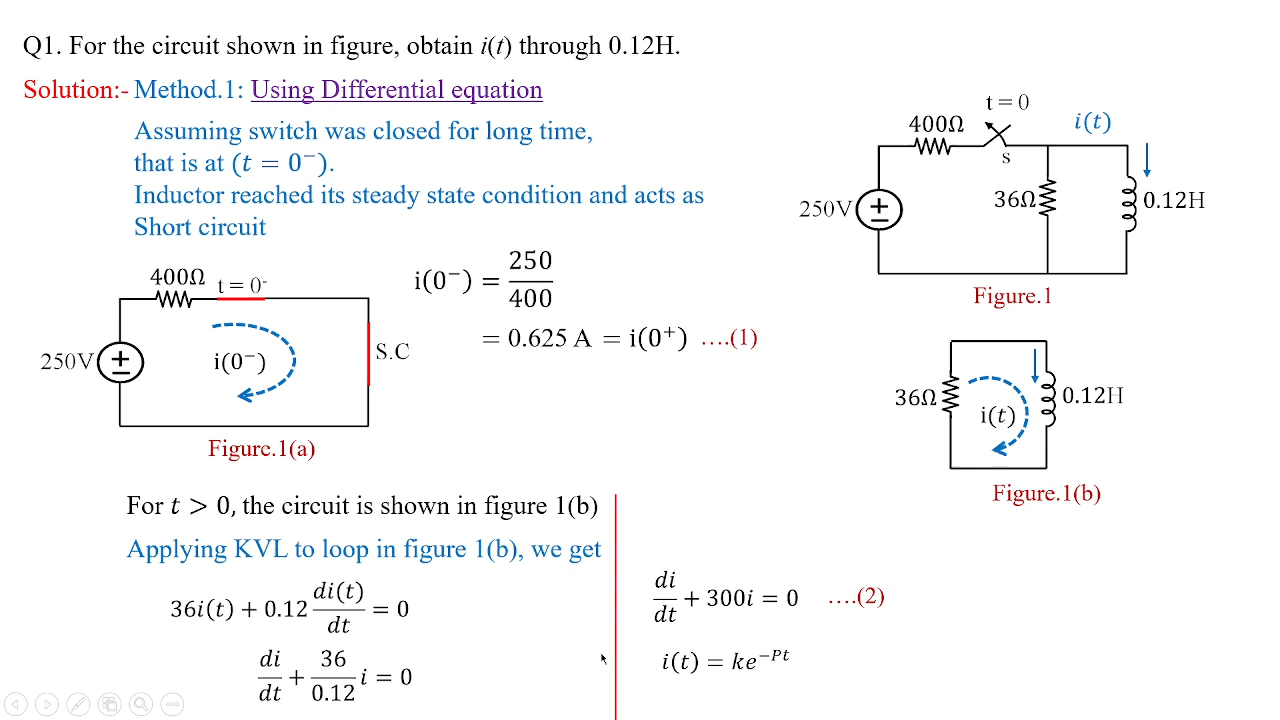 Q1. For the circuit shown in figure, obtain i(t) through 0.12H.
Solution:- Method.1: Using Differential equation
Assuming switch was closed for long time,
that is at (t = 0⁻).
Inductor reached its steady state condition and acts as
Short circuit
t = 0
400Ω
i(t)
s
36Ω
0.12H
250V
Figure.1
400Ω
t = 0-
250V
i(0⁻)
S.C
Figure.1(a)
i(0⁻) = 250/400
= 0.625 A = i(0⁺) ....(1)
36Ω
i(t)
0.12H
Figure.1(b)
For t > 0, the circuit is shown in figure 1(b)
Applying KVL to loop in figure 1(b), we get
36i(t) + 0.12 di(t)/dt = 0
di/dt + 36/0.12 i = 0
di/dt + 300i = 0 ....(2)
i(t) = ke^−Pt